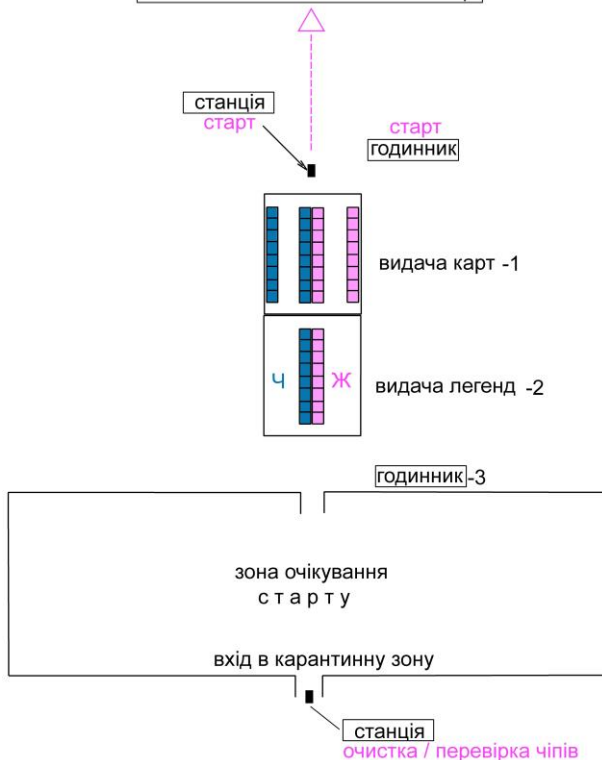 станція
старт
старт
годинник
видача карт -1
Ч
Ж
видача легенд -2
годинник -3
зона очікування
с т а р т у
вхід в карантинну зону
станція
очистка / перевірка чіпів